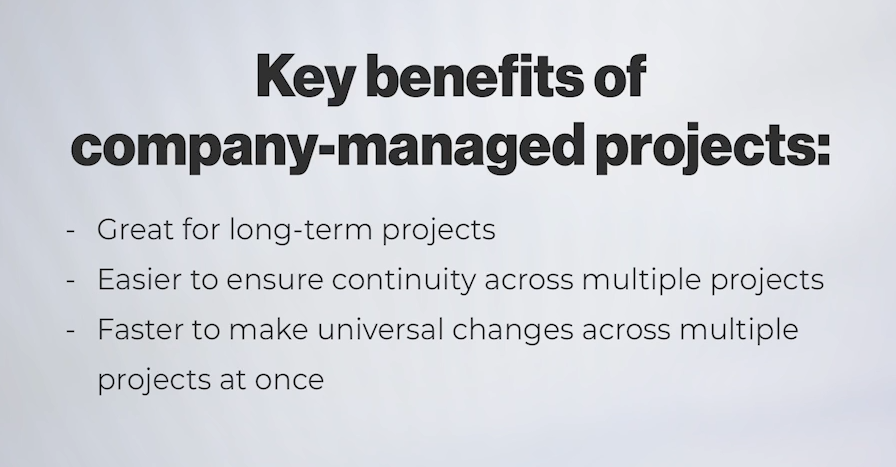 Key benefits of
company-managed projects:
- Great for long-term projects
- Easier to ensure continuity across multiple projects
- Faster to make universal changes across multiple
projects at once